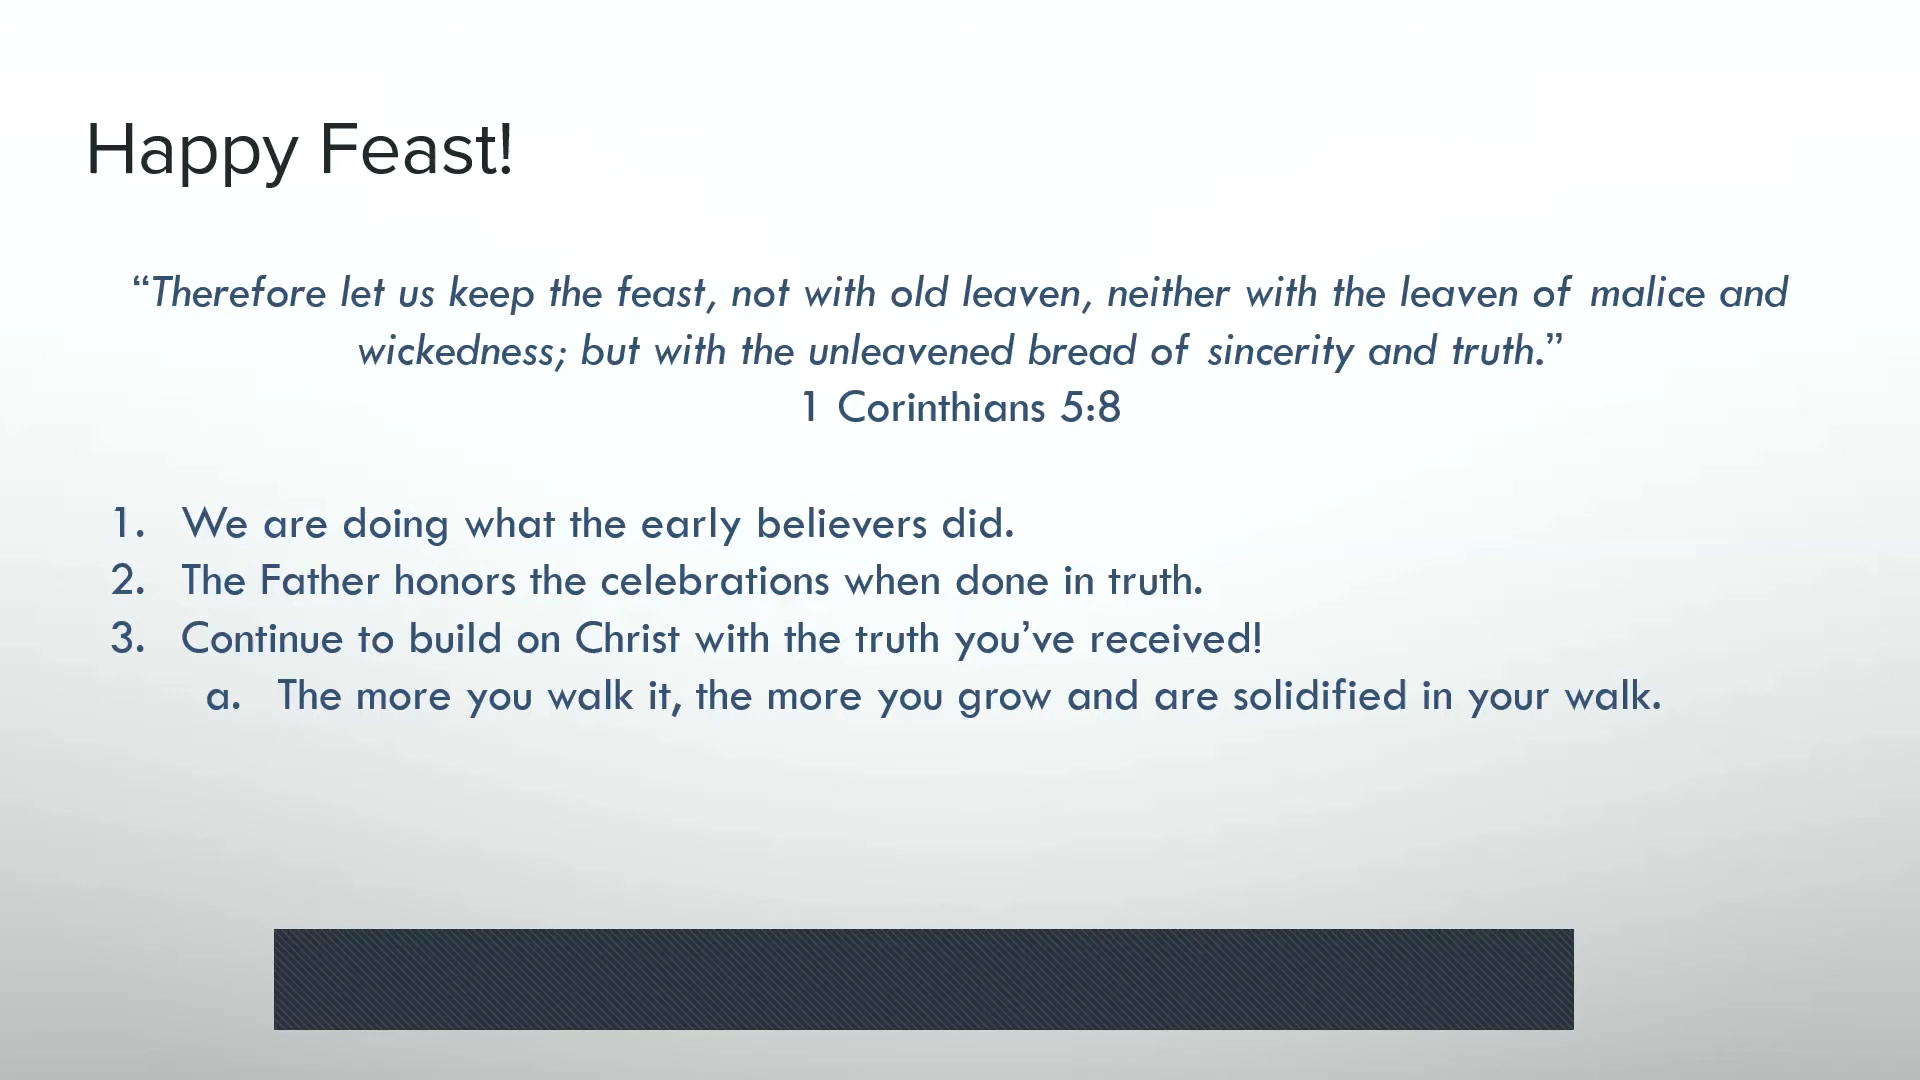 Happy Feast!
“Therefore let us keep the feast, not with old leaven, neither with the leaven of malice and
wickedness; but with the unleavened bread of sincerity and truth.”
1 Corinthians 5:8
1. We are doing what the early believers did.
2. The Father honors the celebrations when done in truth.
3. Continue to build on Christ with the truth you’ve received!
a. The more you walk it, the more you grow and are solidified in your walk.